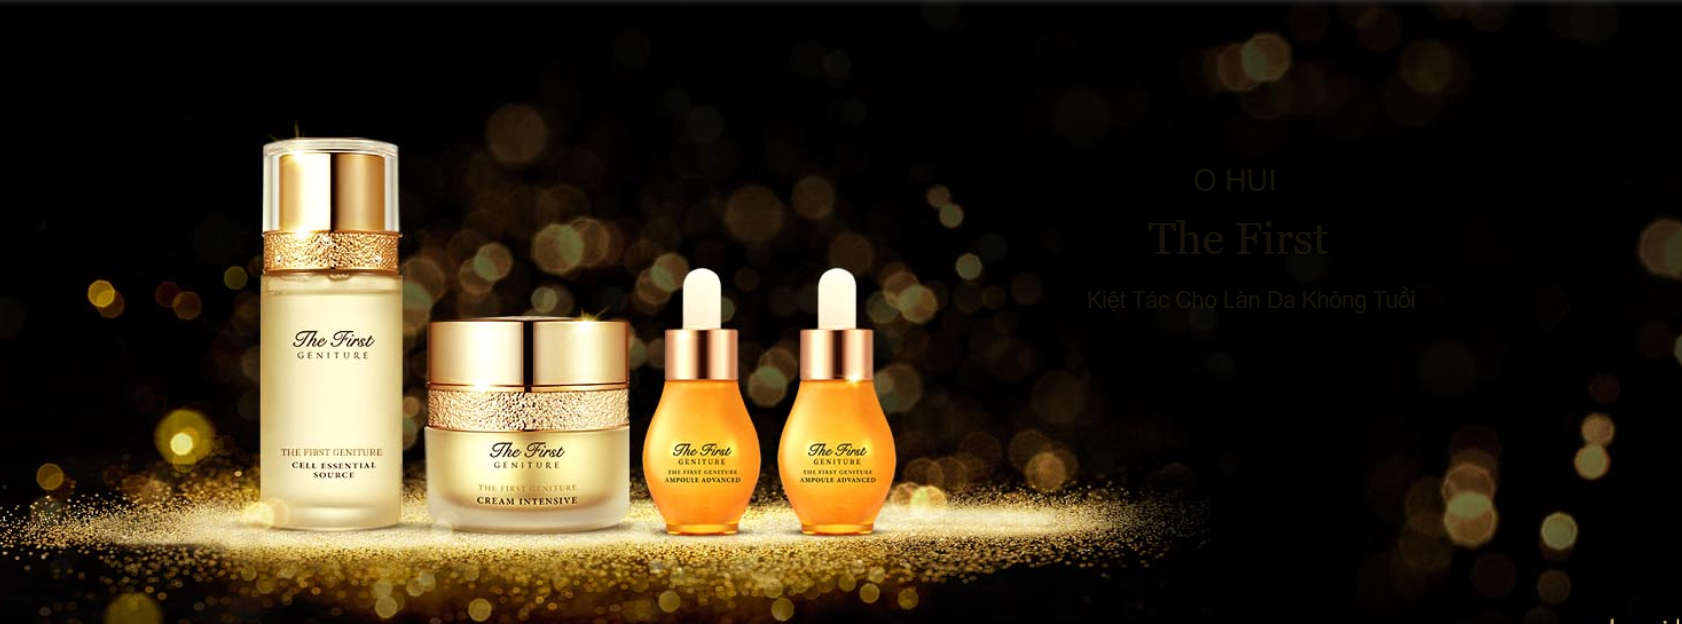 The First
GENITURE
THE FIRST GENITURE
CELL ESSENTIAL
SOURCE
The First
GENITURE
THE FIRST GENITURE
CREAM INTENSIVE
The First
GENITURE
THE FIRST GENITURE
AMPOULE ADVANCED
The First
GENITURE
THE FIRST GENITURE
AMPOULE ADVANCED
O HUI
The First
Kiệt Tác Cho Làn Da Không Tuổi